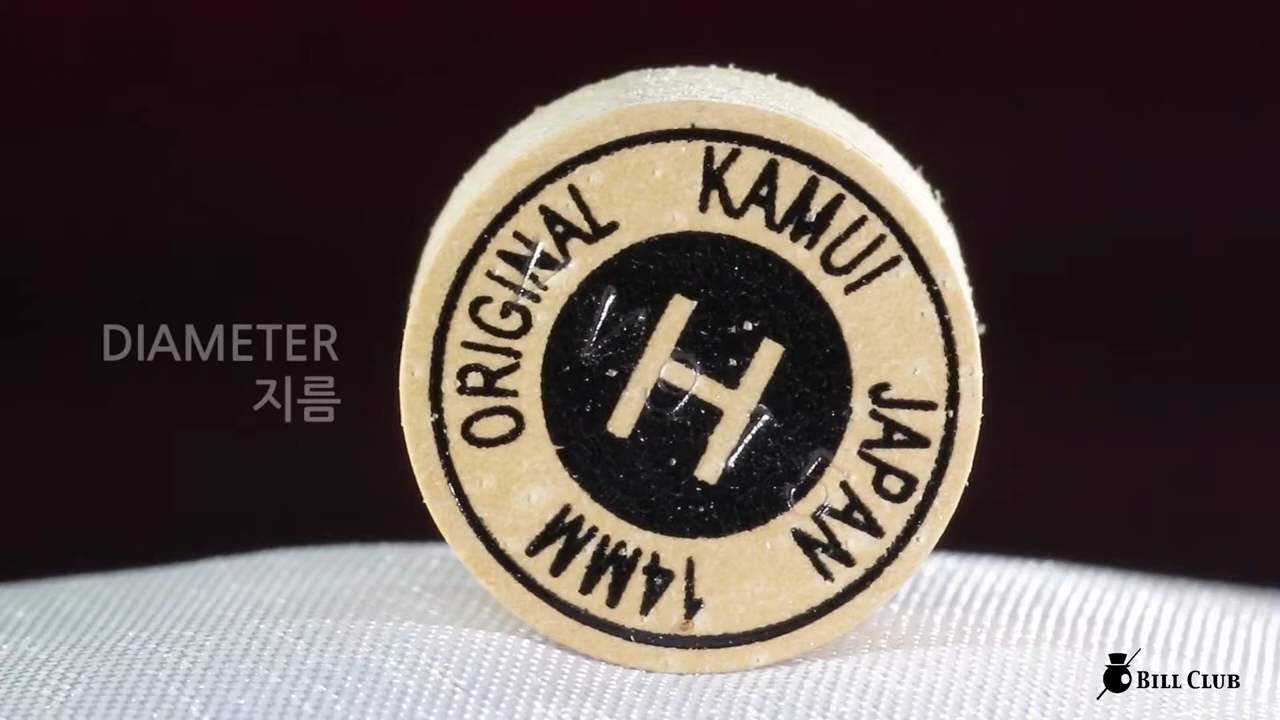 DIAMETER
지름
ORIGINAL KAMUI JAPAN 14MM
H
BILL CLUB